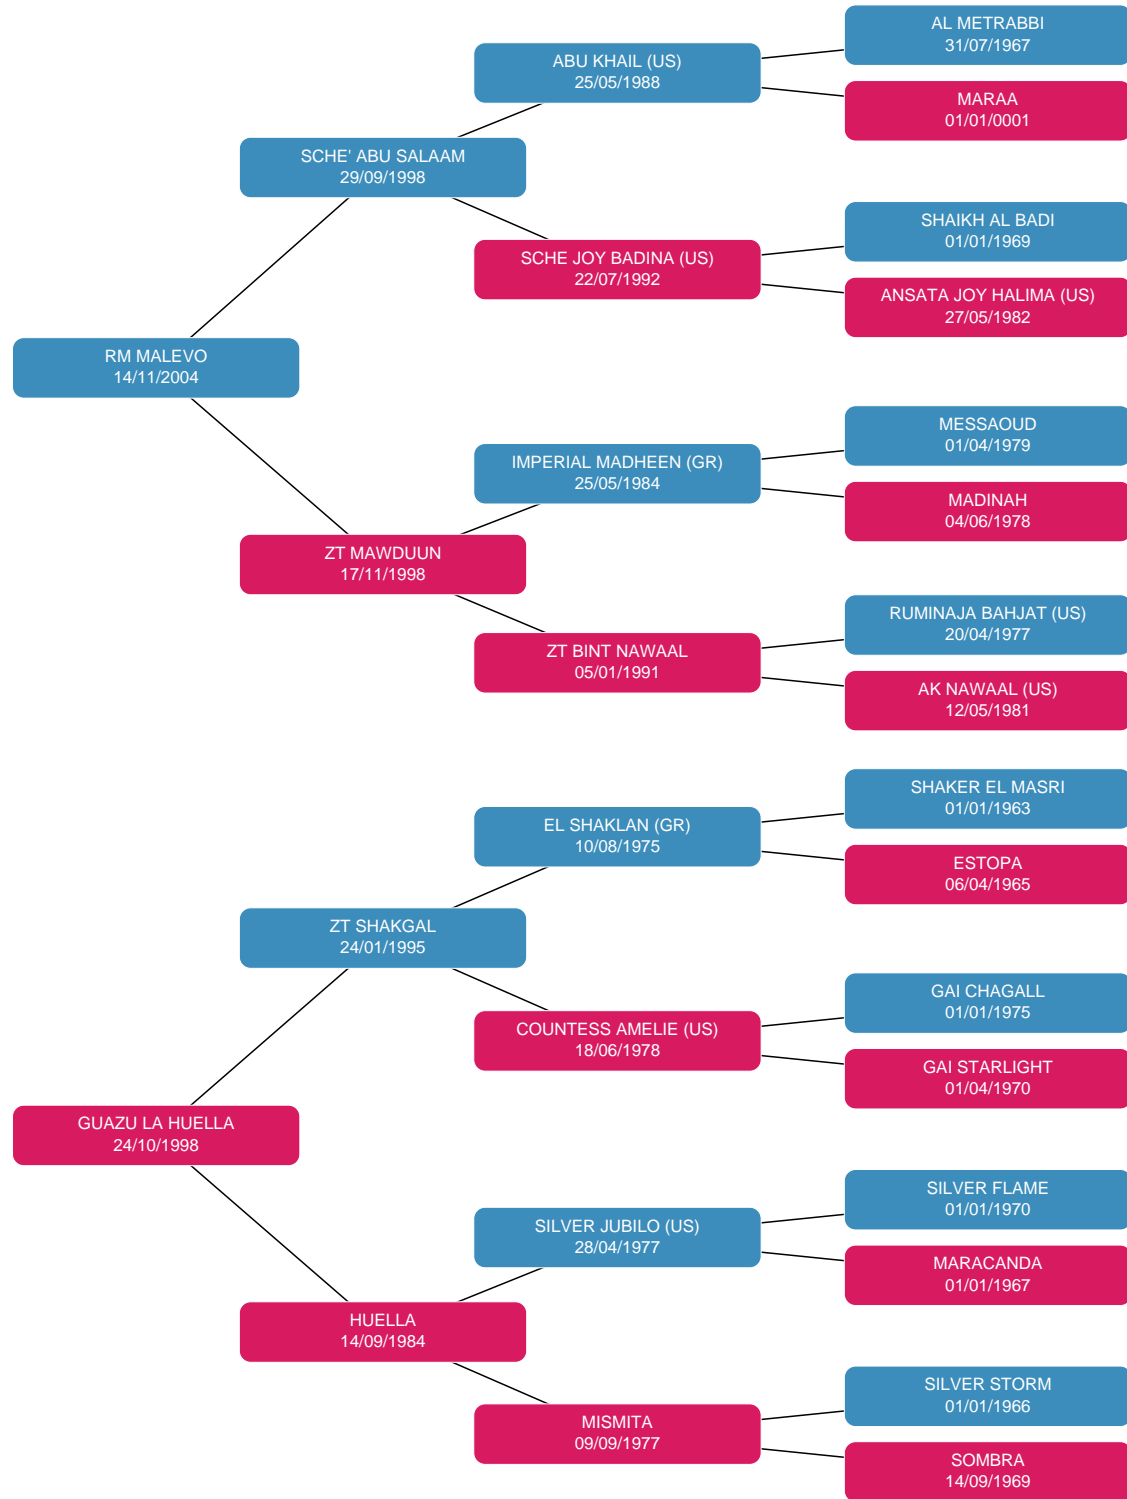 AL METRABBI
31/07/1967
ABU KHAIL (US)
25/05/1988
MARAA
01/01/0001
SCHE' ABU SALAAM
29/09/1998
SHAIKH AL BADI
01/01/1969
SCHE JOY BADINA (US)
22/07/1992
ANSATA JOY HALIMA (US)
27/05/1982
RM MALEVO
14/11/2004
MESSAOUD
01/04/1979
IMPERIAL MADHEEN (GR)
25/05/1984
MADINAH
04/06/1978
ZT MAWDUUN
17/11/1998
RUMINAJA BAHJAT (US)
20/04/1977
ZT BINT NAWAAL
05/01/1991
AK NAWAAL (US)
12/05/1981
SHAKER EL MASRI
01/01/1963
EL SHAKLAN (GR)
10/08/1975
ESTOPA
06/04/1965
ZT SHAKGAL
24/01/1995
GAI CHAGALL
01/01/1975
COUNTESS AMELIE (US)
18/06/1978
GAI STARLIGHT
01/04/1970
GUAZU LA HUELLA
24/10/1998
SILVER FLAME
01/01/1970
SILVER JUBILO (US)
28/04/1977
MARACANDA
01/01/1967
HUELLA
14/09/1984
SILVER STORM
01/01/1966
MISMITA
09/09/1977
SOMBRA
14/09/1969